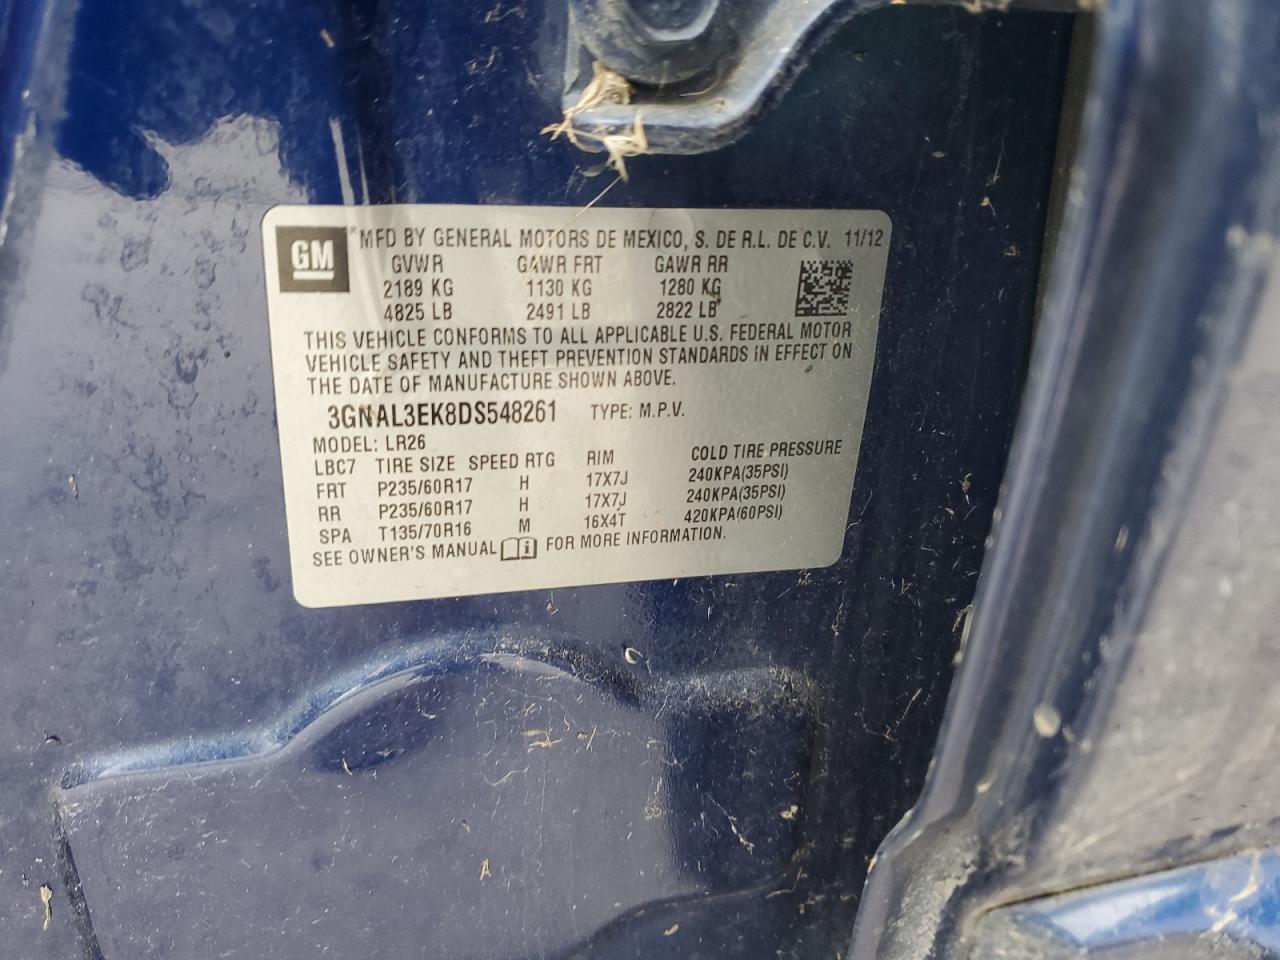 GM ® MFD BY GENERAL MOTORS DE MEXICO, S. DE R.L. DE C.V. 11/12
GVWR GAWR FRT GAWR RR
2189 KG 1130 KG 1280 KG
4825 LB 2491 LB 2822 LB
THIS VEHICLE CONFORMS TO ALL APPLICABLE U.S. FEDERAL MOTOR
VEHICLE SAFETY AND THEFT PREVENTION STANDARDS IN EFFECT ON
THE DATE OF MANUFACTURE SHOWN ABOVE.
3GNAL3EK8DS548261 TYPE: M.P.V.
MODEL: LR26
LBC7 TIRE SIZE SPEED RTG RIM COLD TIRE PRESSURE
FRT P235/60R17 H 17X7J 240KPA(35PSI)
RR P235/60R17 H 17X7J 240KPA(35PSI)
SPA T135/70R16 M 16X4T 420KPA(60PSI)
SEE OWNER'S MANUAL i FOR MORE INFORMATION.